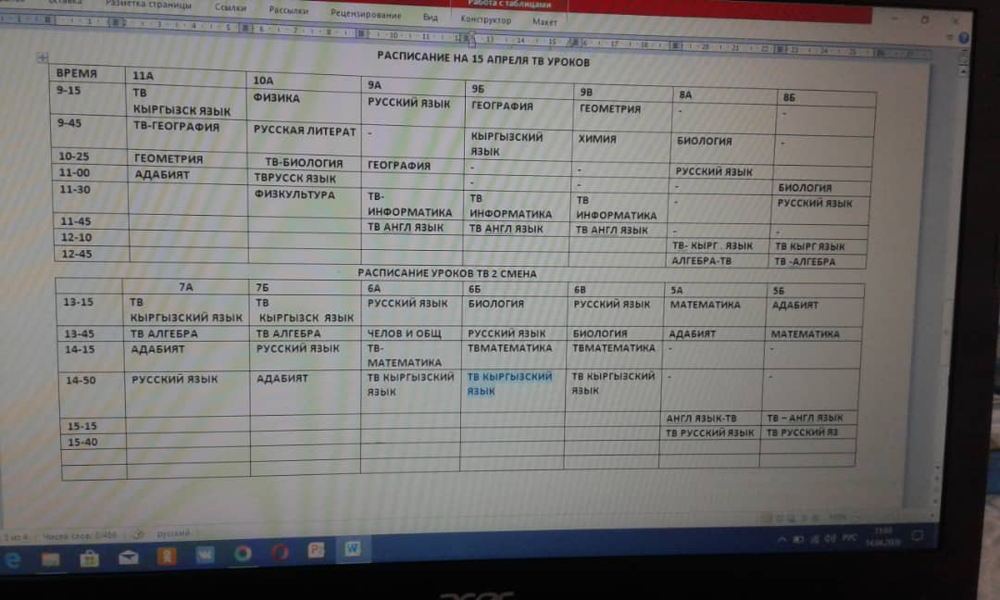 Вставка Разметка страницы Ссылки Рассылки Рецензирование Вид Конструктор Макет
Работа с таблицами
РАСПИСАНИЕ НА 15 АПРЕЛЯ ТВ УРОКОВ
ВРЕМЯ 11А 10А 9А 9Б 9В 8А 8Б
9-15 ТВ КЫРГЫЗСК ЯЗЫК ФИЗИКА РУССКИЙ ЯЗЫК ГЕОГРАФИЯ ГЕОМЕТРИЯ - -
9-45 ТВ-ГЕОГРАФИЯ РУССКАЯ ЛИТЕРАТ - КЫРГЫЗСКИЙ ЯЗЫК ХИМИЯ БИОЛОГИЯ -
10-25 ГЕОМЕТРИЯ ТВ-БИОЛОГИЯ ГЕОГРАФИЯ - - РУССКИЙ ЯЗЫК
11-00 АДАБИЯТ ТВРУССК ЯЗЫК - - - БИОЛОГИЯ
11-30 ФИЗКУЛЬТУРА ТВ-ИНФОРМАТИКА ТВ ИНФОРМАТИКА ТВ ИНФОРМАТИКА - РУССКИЙ ЯЗЫК
11-45 ТВ АНГЛ ЯЗЫК ТВ АНГЛ ЯЗЫК ТВ АНГЛ ЯЗЫК - -
12-10 ТВ- КЫРГ . ЯЗЫК ТВ КЫРГ ЯЗЫК
12-45 АЛГЕБРА-ТВ ТВ -АЛГЕБРА
РАСПИСАНИЕ УРОКОВ ТВ 2 СМЕНА
7А 7Б 6А 6Б 6В 5А 5Б
13-15 ТВ КЫРГЫЗСКИЙ ЯЗЫК ТВ КЫРГЫЗСК ЯЗЫК РУССКИЙ ЯЗЫК БИОЛОГИЯ РУССКИЙ ЯЗЫК МАТЕМАТИКА АДАБИЯТ
13-45 ТВ АЛГЕБРА ТВ АЛГЕБРА ЧЕЛОВ И ОБЩ РУССКИЙ ЯЗЫК БИОЛОГИЯ АДАБИЯТ МАТЕМАТИКА
14-15 АДАБИЯТ РУССКИЙ ЯЗЫК ТВ-МАТЕМАТИКА ТВМАТЕМАТИКА ТВМАТЕМАТИКА - -
14-50 РУССКИЙ ЯЗЫК АДАБИЯТ ТВ КЫРГЫЗСКИЙ ЯЗЫК ТВ КЫРГЫЗСКИЙ ЯЗЫК ТВ КЫРГЫЗСКИЙ ЯЗЫК - -
15-15 АНГЛ ЯЗЫК-ТВ ТВ – АНГЛ ЯЗЫК
15-40 ТВ РУССКИЙ ЯЗЫК ТВ РУССКИЙ ЯЗ
Число слов: русский
РУС
14.04.2020
acer